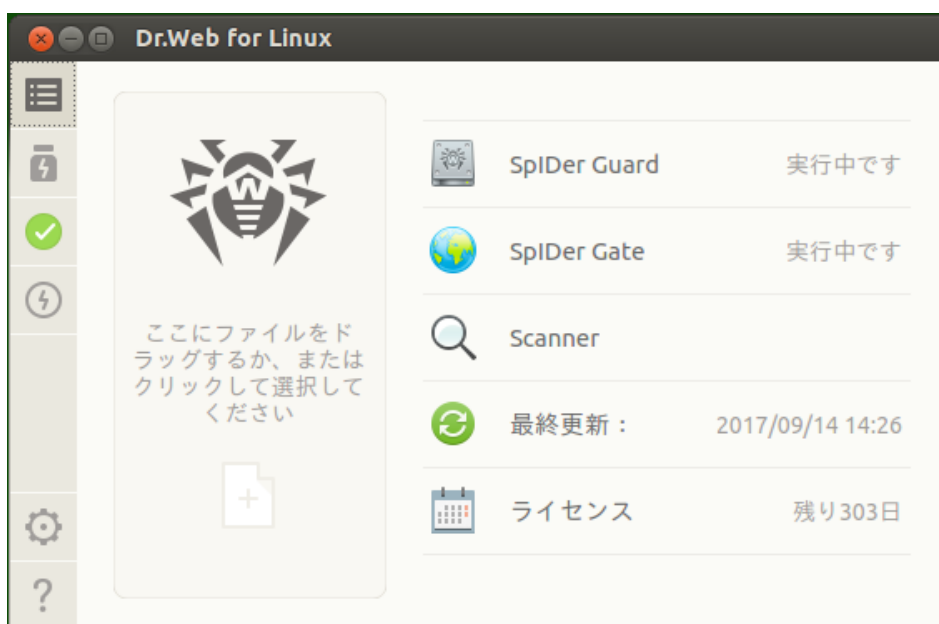 Dr.Web for Linux
ここにファイルをド
ラッグするか、または
クリックして選択して
ください
SpIDer Guard 実行中です
SpIDer Gate 実行中です
Scanner
最終更新： 2017/09/14 14:26
ライセンス 残り303日